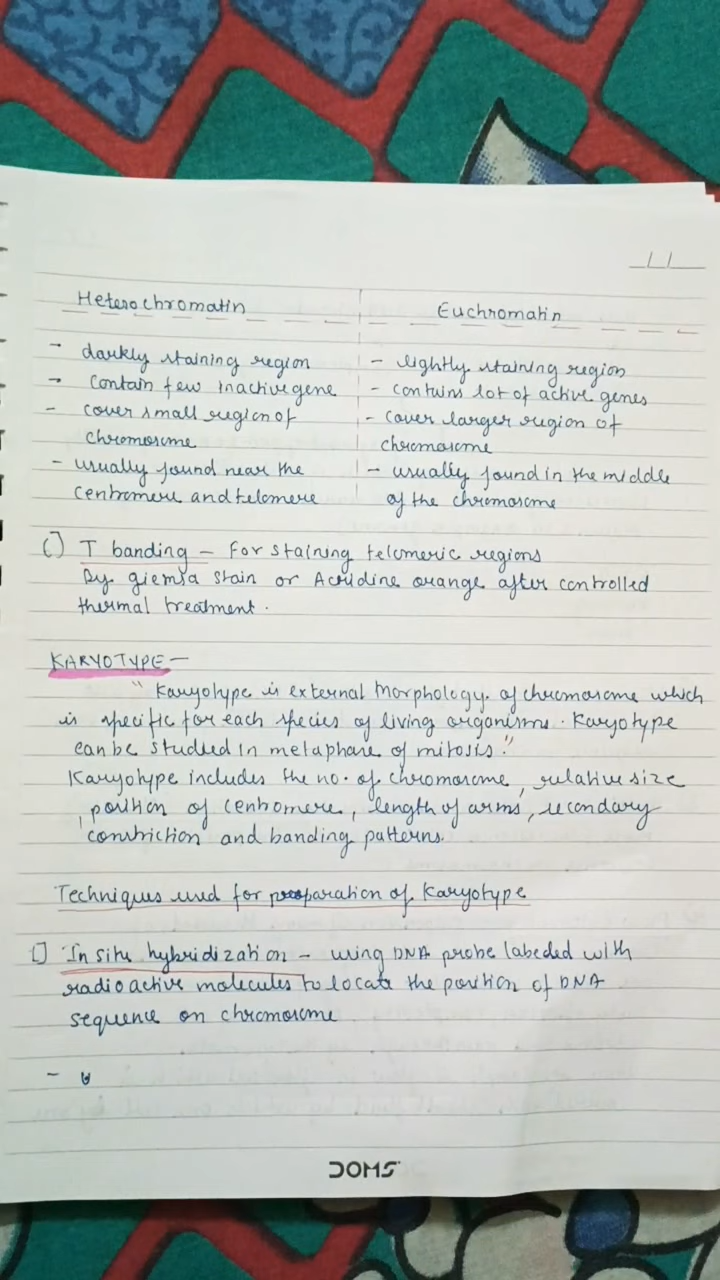 Heterochromatin Euchromatin
- darkly staining region - lightly staining region
- Contain few inactive gene - contains lot of active genes
- cover small region of - cover larger region of
chromosome chromosome
- usually found near the - usually found in the middle
centromere and telomere of the chromosome
C) T banding - For staining telomeric regions
By giemsa stain or Acridine orange after controlled
thermal treatment.
KARYOTYPE -
" Karyotype is external Morphology of chromosome which
is specific for each species of living organisms. Karyotype
can be studied in metaphase of mitosis."
Karyotype includes the no. of chromosome, relative size
, position of centromere, length of arms, secondary
constriction and banding patterns.
Techniques used for preparation of Karyotype
1) In situ hybridization - using DNA probe labeded with
radioactive molecules to locate the position of DNA
sequence on chromosome
-
DOMS